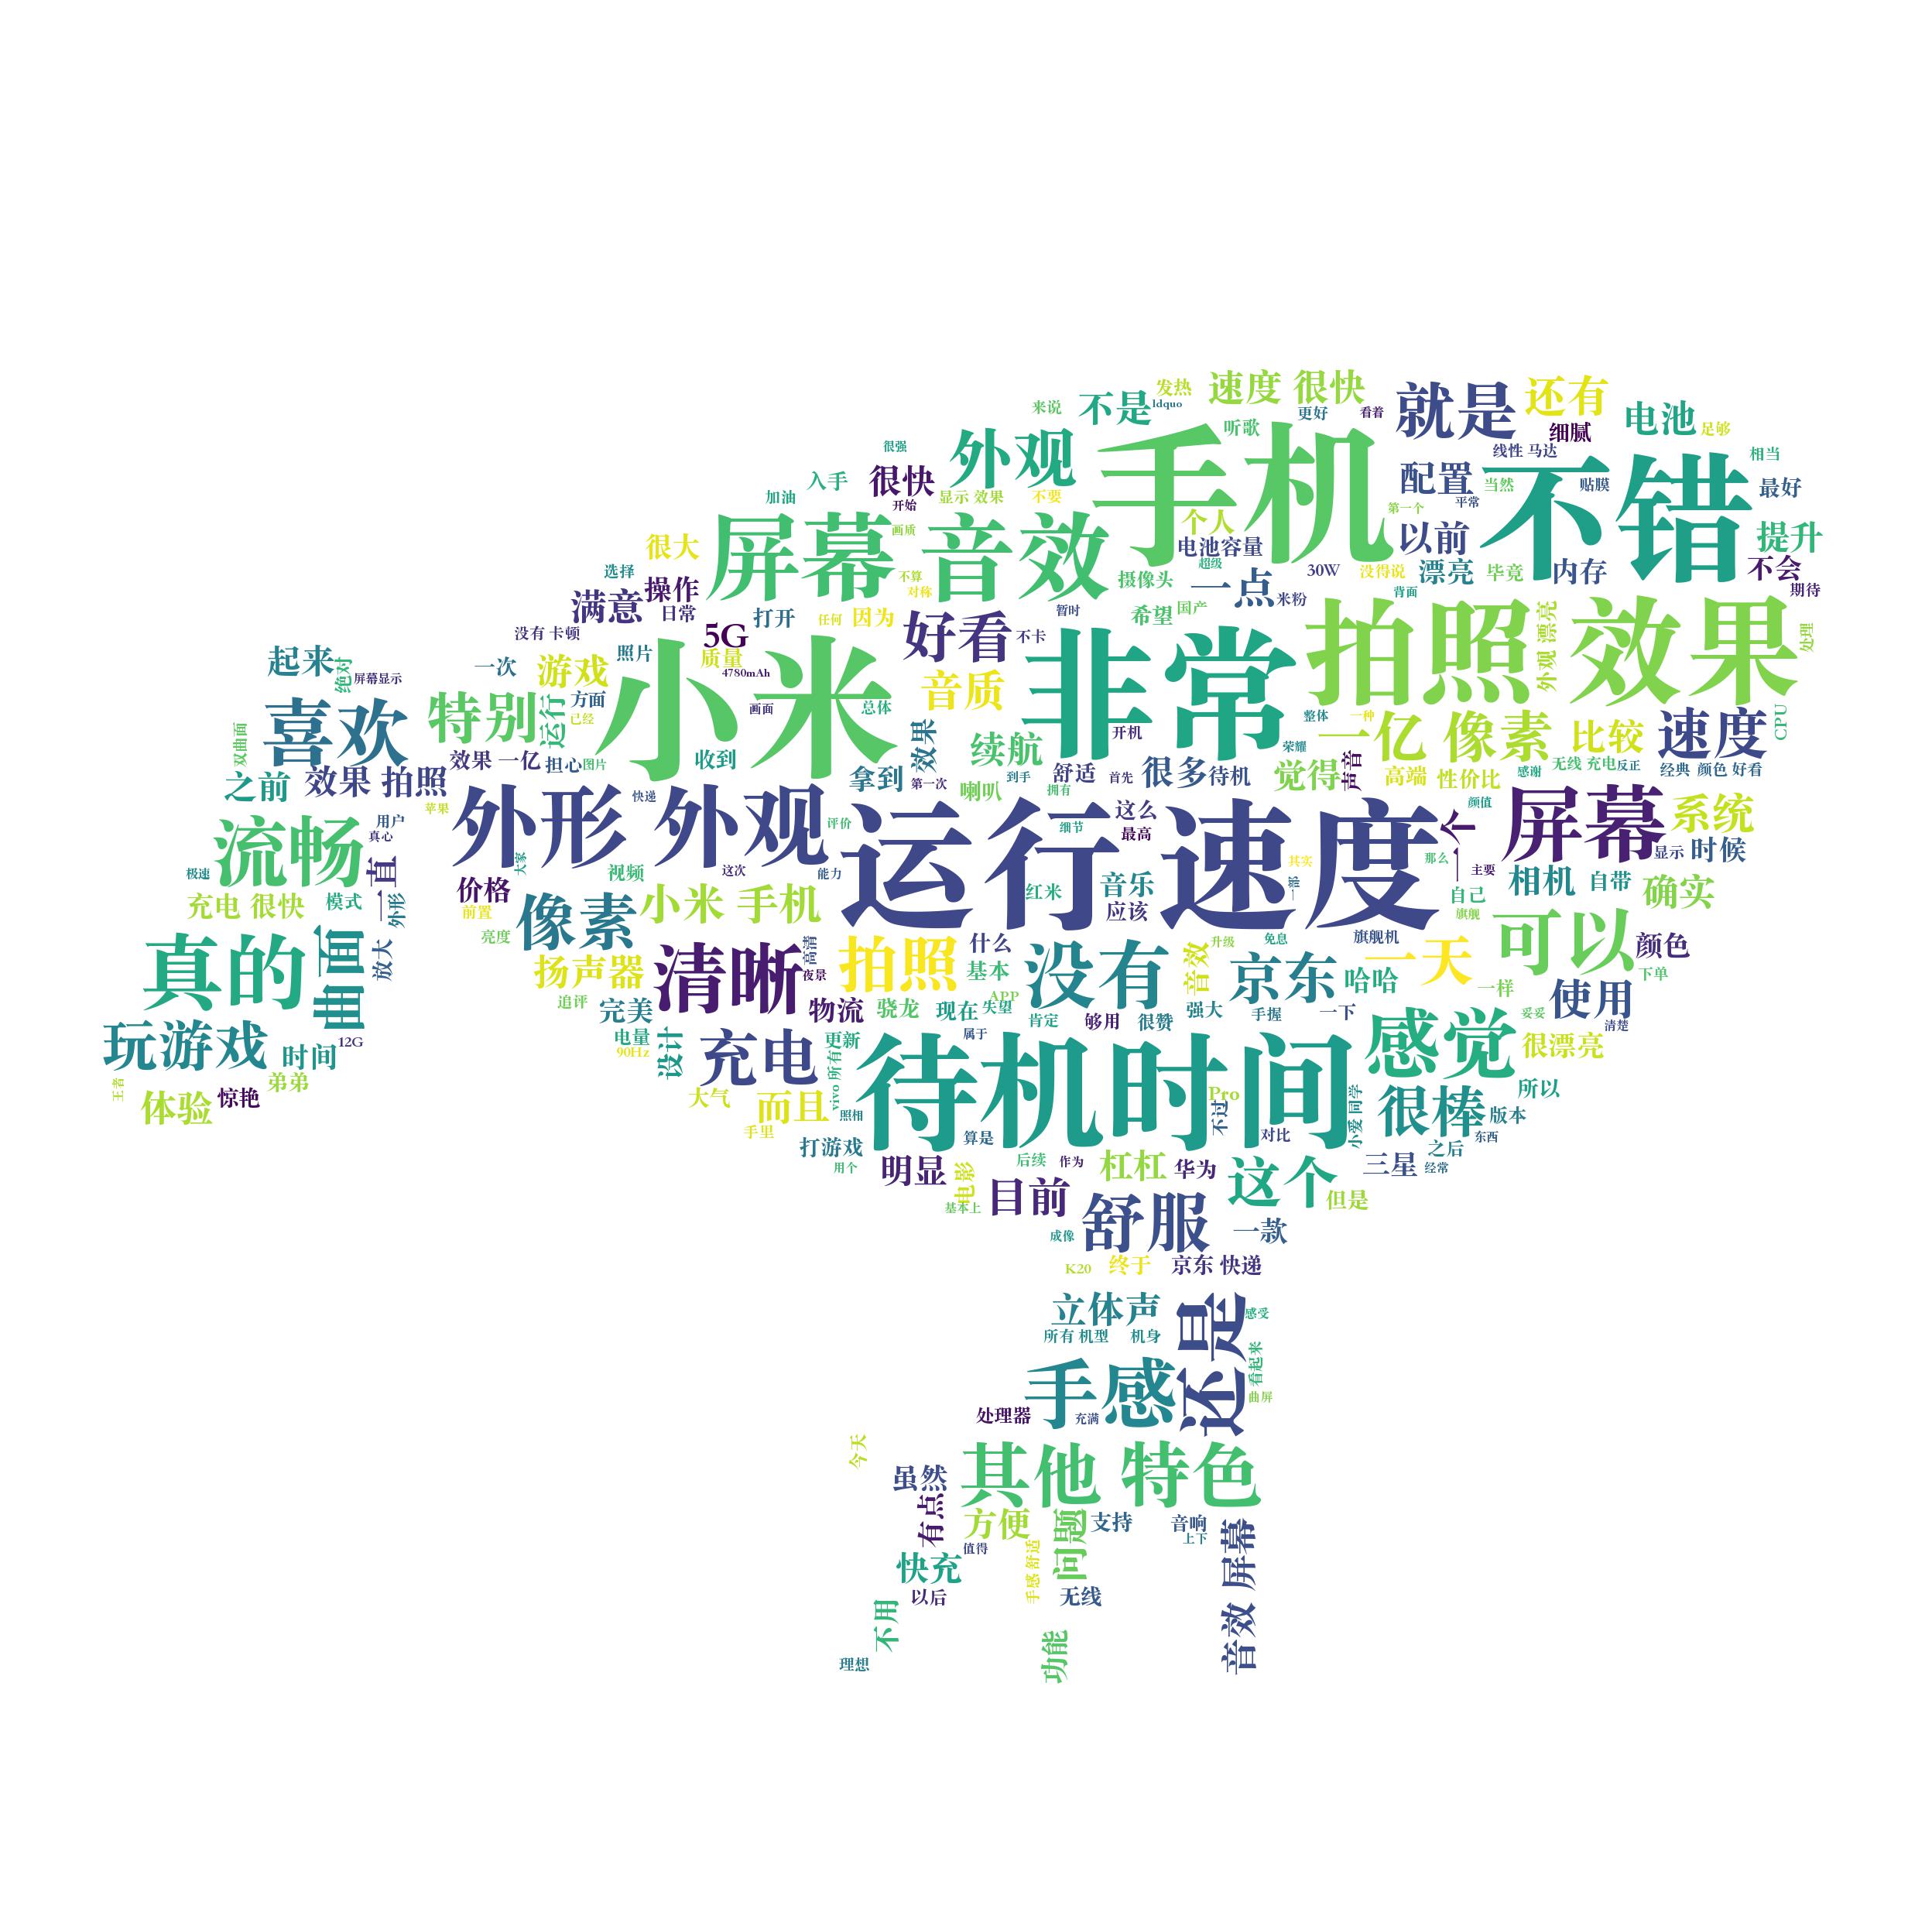 发热 速度 很快 就是 还有
来说 不是 ldquo 听歌 更好 看着 细腻 电池 足够
很强 外观 手机 线性 马达 不错 相当
入手 很快 配置 当然 贴膜 最好
加油 开始 显示 效果 不要 平常 第一个
屏幕 音效 画质 个人 以前 提升
很大 电池容量 超级 30W 没得说 漂亮 毕竟 内存 不会
选择 操作 不算 对称 摄像头 一点 米粉 背面 期待
满意 日常 打开 任何 因为 暂时 希望 国产
没有 卡顿 5G 好看 不卡 非常 拍照 效果 外观 漂亮 处理
起来 绝对 屏幕显示 一次 游戏 照片 质量 4780mAh 小米 音质
喜欢 特别 运行 方面 已经 画面 总体 整体 一种 CPU
双曲面 效果 续航 开机 荣耀 一亿 像素 比较 速度
之前 效果 拍照 效果 一亿 担心 图片 收到 拿到 第一次 到手 舒适 首先 很多 待机 觉得 声音 高端 性价比 感谢 无线 充电 反正 经典 颜色 好看
苹果 外形 外观 快递 喇叭 拥有 这么 颜值 屏幕 系统
流畅 用户 真心 评价 运行速度 细节 最高 一个 显示 时候
极速 一直 大家 视频 这次 能力 其实 那么 主要
充电 很快 模式 外形 价格 前置 像素 小米 手机 红米 音乐 应该 一部 自己 相机 自带 确实
真的 曲面 放大 亮度 扬声器 清晰 高清 夜景 拍照 什么 基本 没有 音效 升级 免息 旗舰机 旗舰 一天 可以 颜色
京东 哈哈 一样 下单
追评 完美 物流 骁龙 现在 APP 失望 肯定 够用 很赞 强大 手握 一下 使用
玩游戏 时间 12G 电量 90Hz 设计 充电 更新 属于 感觉 妥妥 清楚 很漂亮
王者 体验 惊艳 弟弟 大气 而且 vivo 所有 待机时间 Pro 不过 小爱 同学 很棒 所以 版本
手里 照相 算是 对比 东西
打游戏 用个 明显 电影 后续 作为 杠杠 华为 这个 三星 之后 经常
基本上 目前 舒服 但是
成像 一款
K20 终于 京东 快递
立体声 还是 感受
所有 机型 机身 看起来
手感 曲屏
处理器 充满
今天 虽然 其他 特色
有点 方便 问题 支持 音响 上下
值得 音效 屏幕
快充 手感 舒适
以后 无线
不用 功能
理想